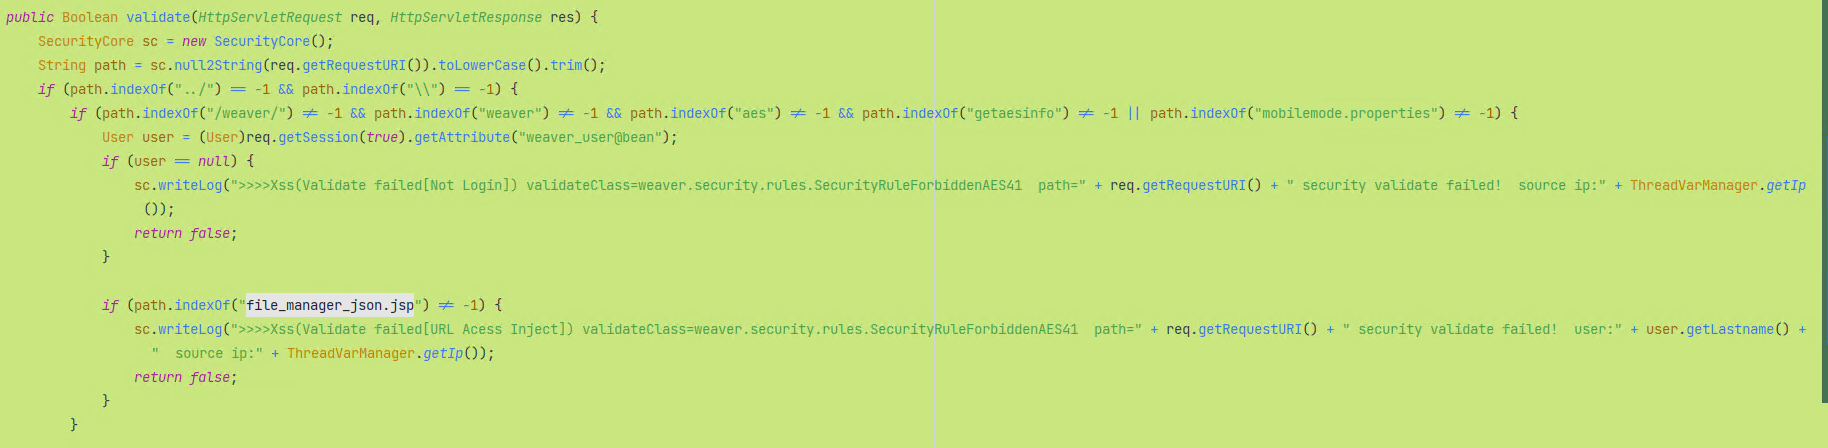 public Boolean validate(HttpServletRequest req, HttpServletResponse res) {
SecurityCore sc = new SecurityCore();
String path = sc.null2String(req.getRequestURI()).toLowerCase().trim();
if (path.indexOf("../") == -1 && path.indexOf("\\") == -1) {
if (path.indexOf("/weaver/") != -1 && path.indexOf("weaver") != -1 && path.indexOf("aes") != -1 && path.indexOf("getaesinfo") != -1 || path.indexOf("mobilemode.properties") != -1) {
User user = (User)req.getSession(true).getAttribute("weaver_user@bean");
if (user == null) {
sc.writeLog(">>>>Xss(Validate failed[Not Login]) validateClass=weaver.security.rules.SecurityRuleForbiddenAES41  path=" + req.getRequestURI() + " security validate failed!  source ip:" + ThreadVarManager.getIp
());
return false;
}
if (path.indexOf("file_manager_json.jsp") != -1) {
sc.writeLog(">>>>Xss(Validate failed[URL Acess Inject]) validateClass=weaver.security.rules.SecurityRuleForbiddenAES41  path=" + req.getRequestURI() + " security validate failed!  user:" + user.getLastname() +
"  source ip:" + ThreadVarManager.getIp());
return false;
}
}